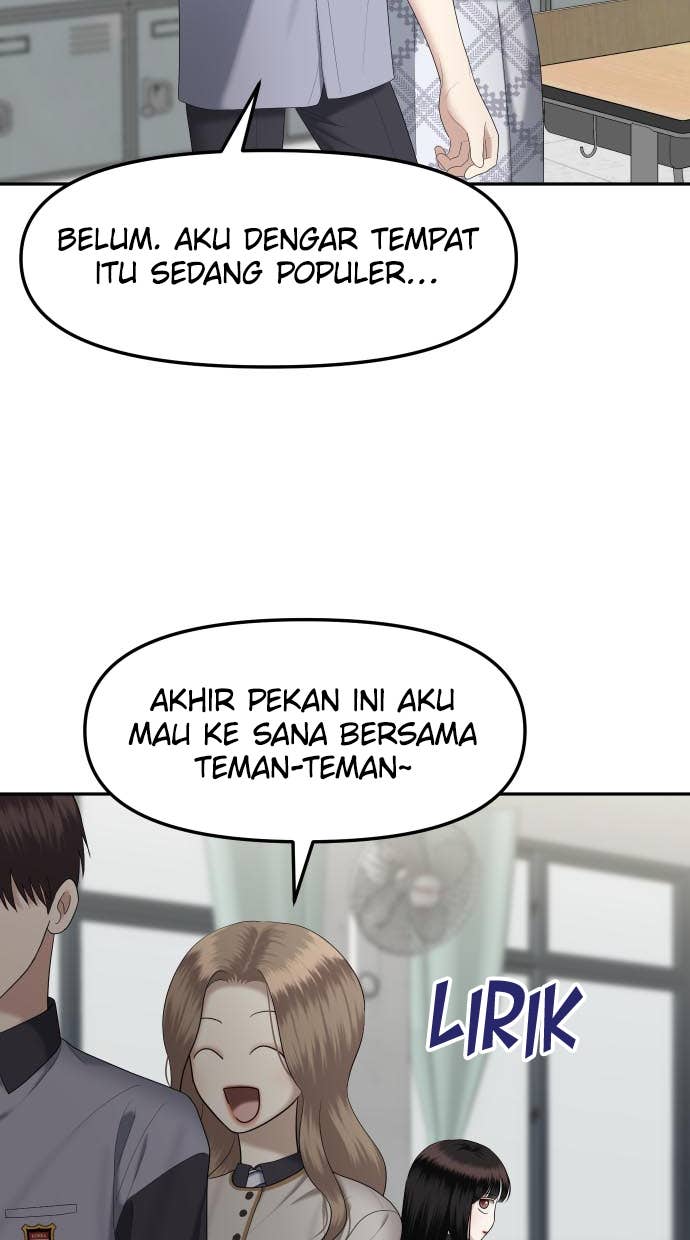 BELUM. AKU DENGAR TEMPAT
ITU SEDANG POPULER...
AKHIR PEKAN INI AKU
MAU KE SANA BERSAMA
TEMAN-TEMAN~
LIRIK